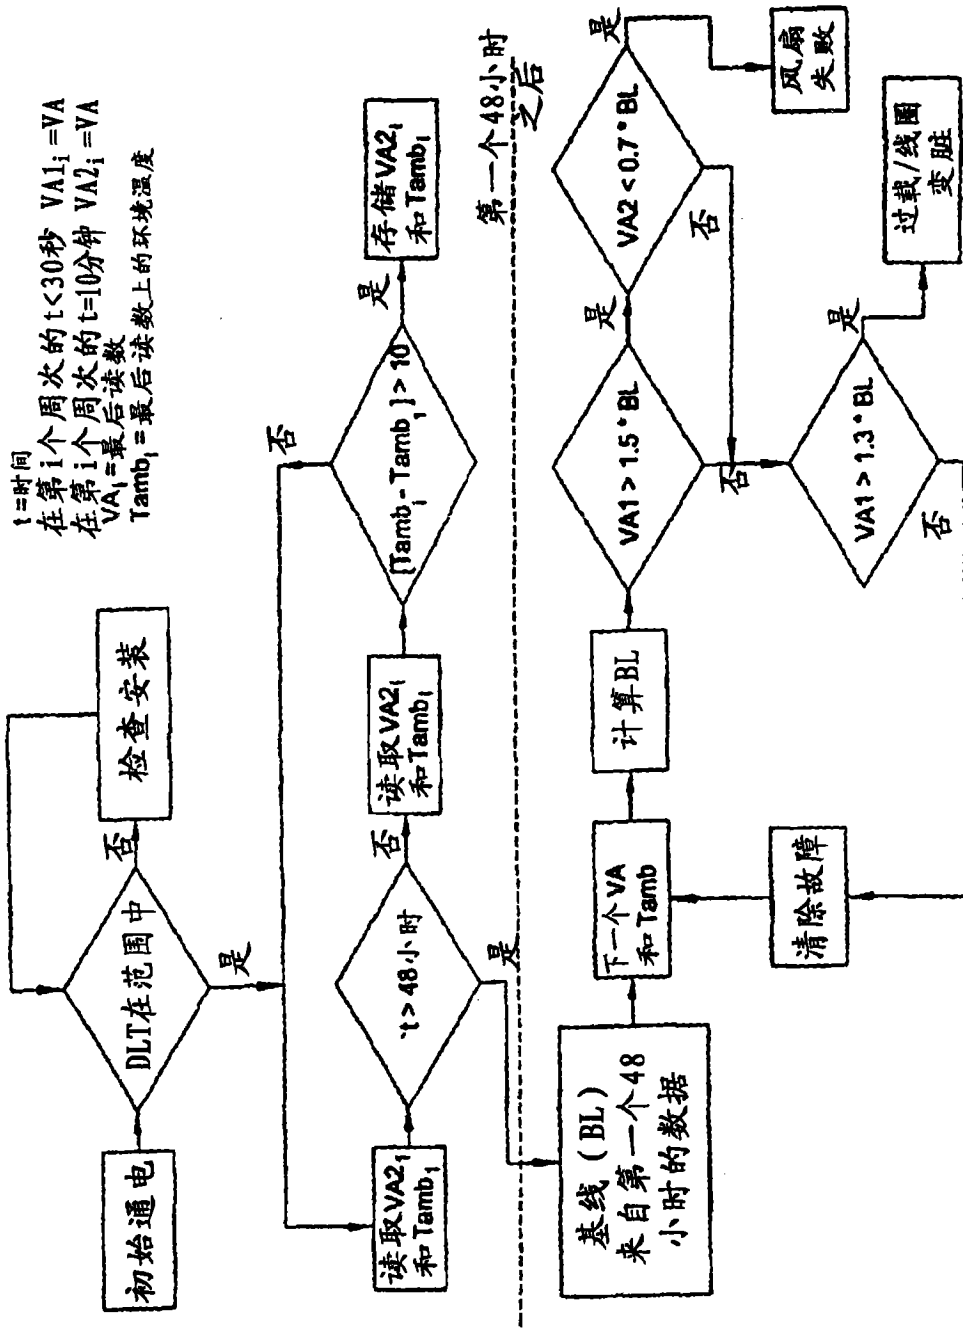 t=时间
在第i个周次的t<30秒 VA1i=VA
在第i个周次的t=10分钟 VA2i=VA
VAi=最后读数
Tambi=最后读数上的环境温度
初始通电
DLT在范围中
否
检查安装
是
读取VA2i
和Tambi
't>48小时
否
读取VA2i
和Tambi
[Tambi-Tambi]>10
否
是
存储VA2i
和Tambi
是
第一个48小时
之后
基线(BL)
来自第一个48
小时的数据
下一个VA
和Tamb
计算BL
VA1>1.5*BL
是
否
VA2<0.7*BL
是
否
风扇
失败
VA1>1.3*BL
是
否
过载/线圈
变脏
清除故障